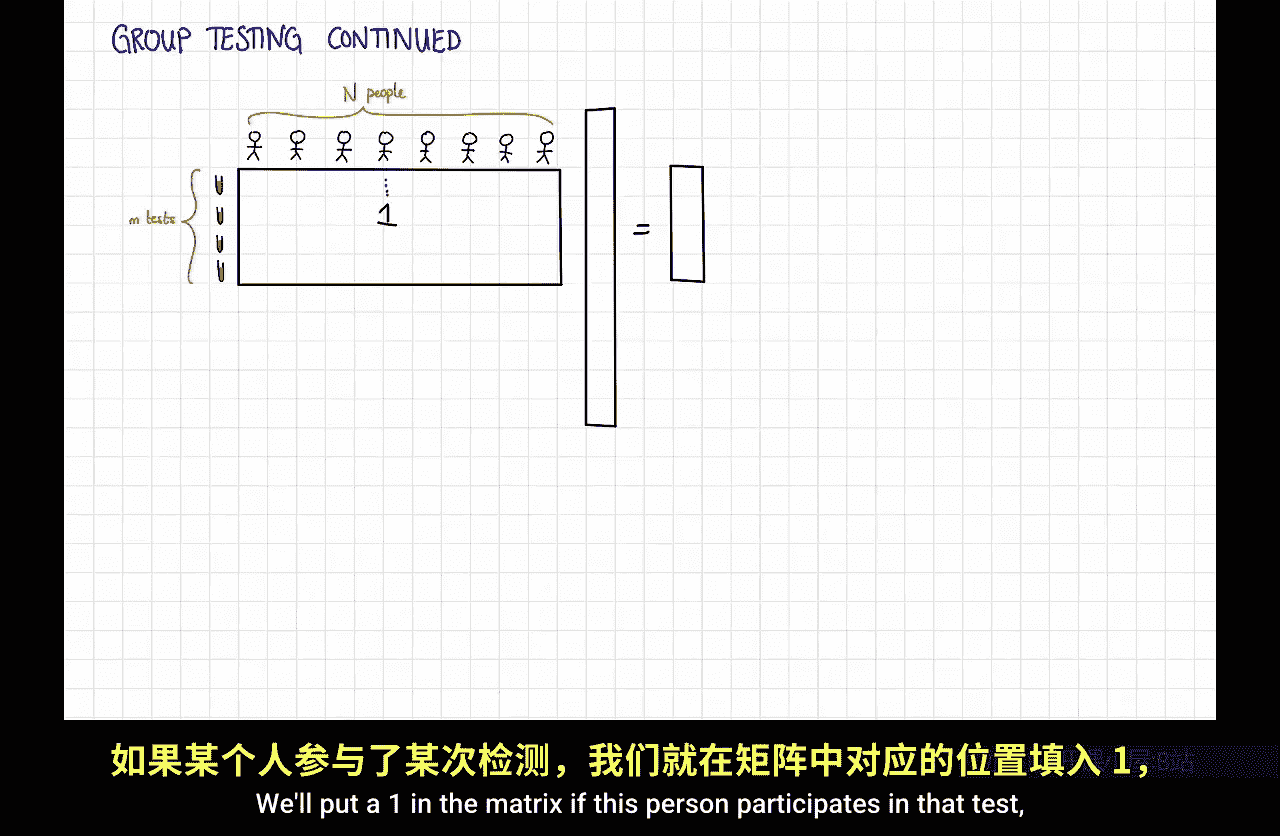 GROUP TESTING CONTINUED
N people
m tests
1
=
如果某个人参与了某次检测，我们就在矩阵中对应的位置填入 1，
We'll put a 1 in the matrix if this person participates in that test,